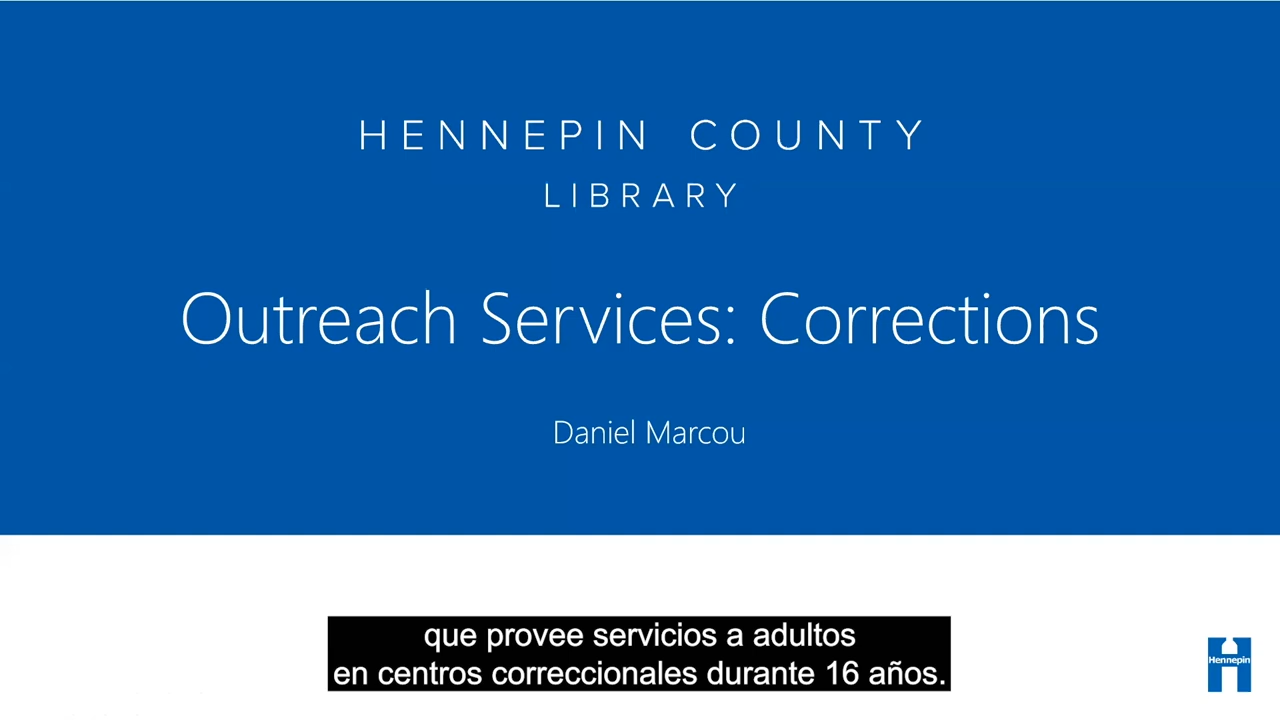 HENNEPIN COUNTY
LIBRARY
Outreach Services: Corrections
Daniel Marcou
que provee servicios a adultos
en centros correccionales durante 16 años.
Hennepin